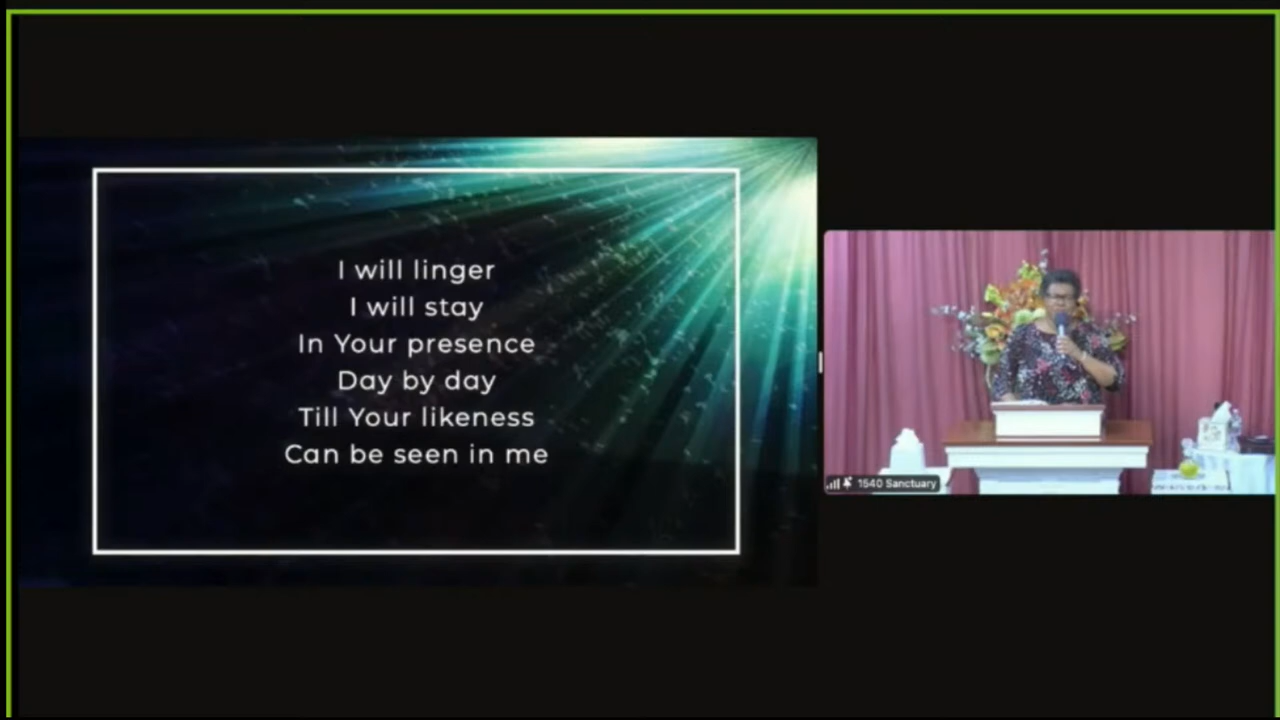 I will linger
I will stay
In Your presence
Day by day
Till Your likeness
Can be seen in me
1540 Sanctuary